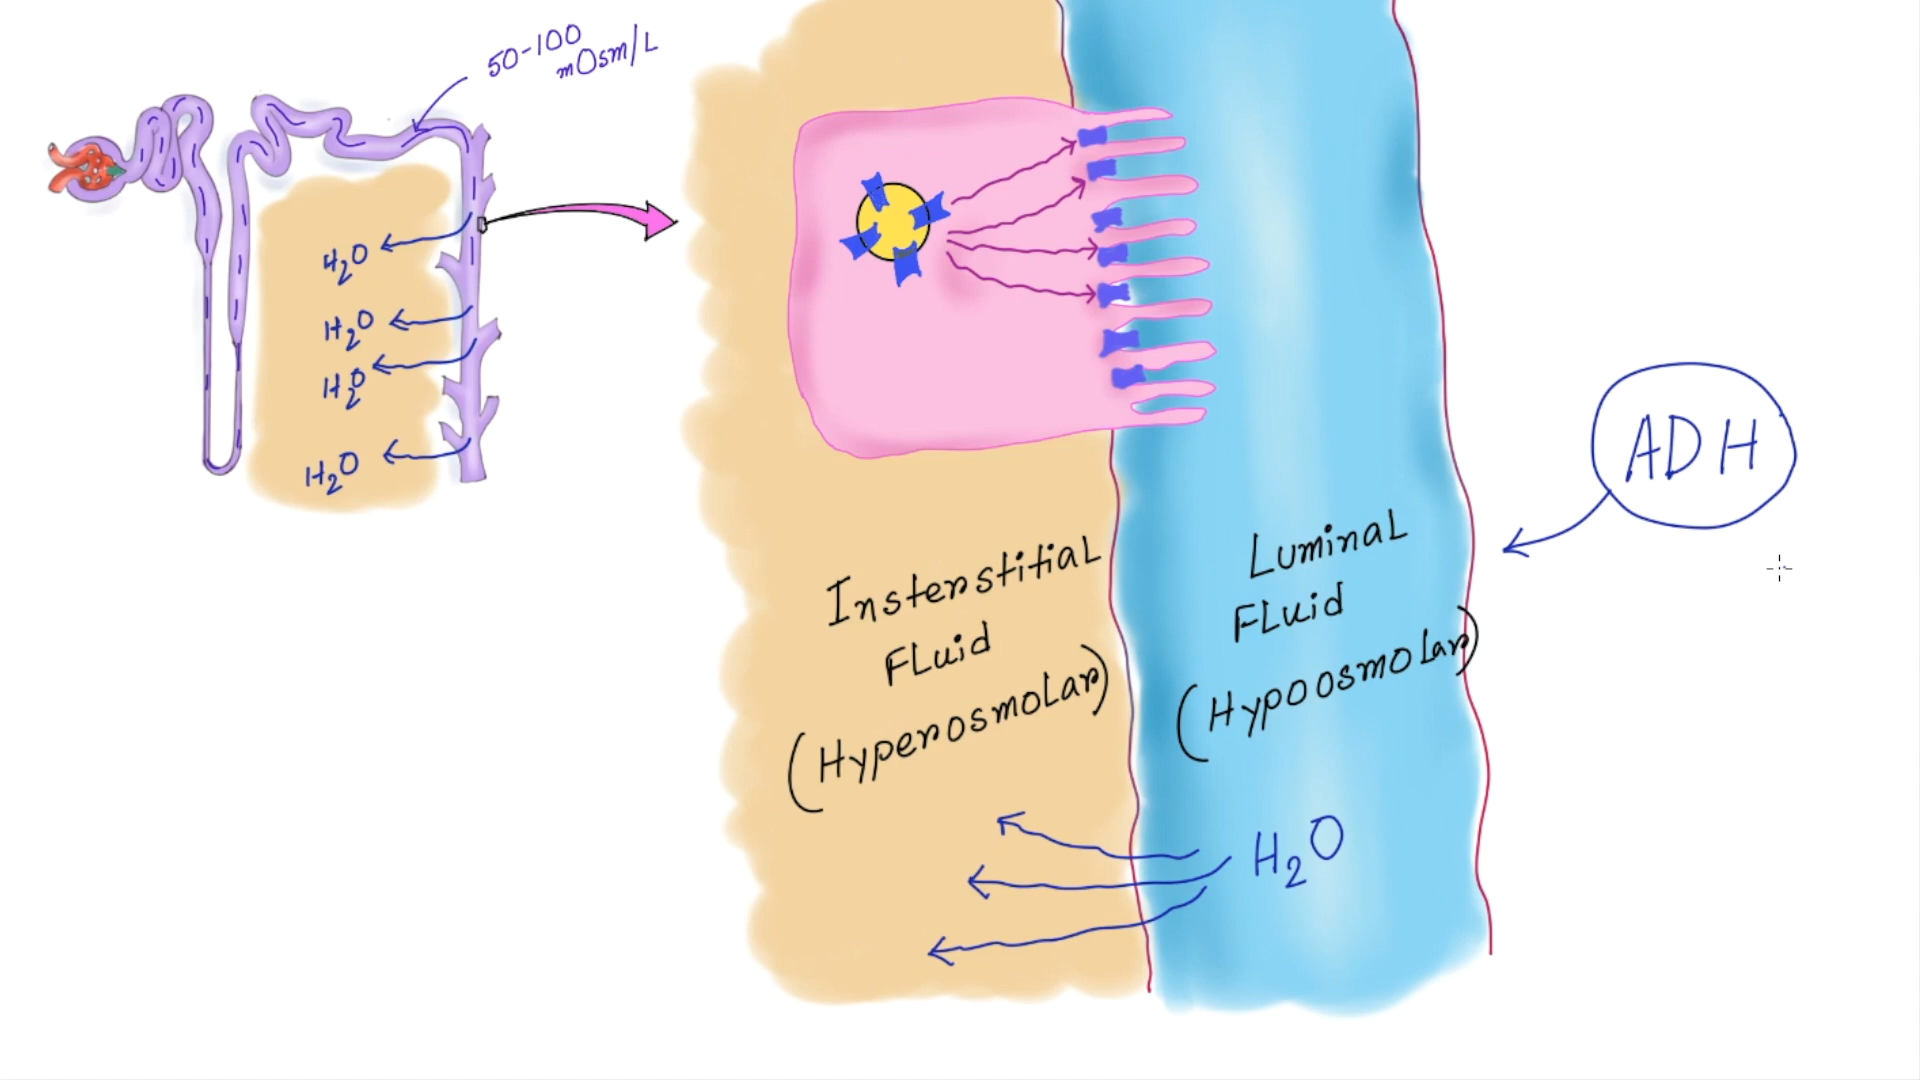 50-100
mOsm/L
H2O
H2O
H2O
H2O
ADH
Insterstitial
Fluid
(Hyperosmolar)
Luminal
Fluid
(Hypoosmolar)
H2O